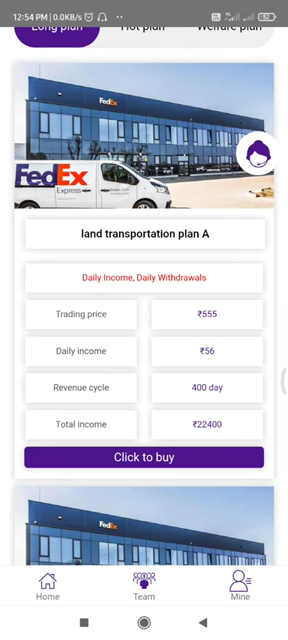 12:54 PM | 0.0KB/s
Long plan
Hot plan
Welfare plan
FedEx
FedEx
Express
land transportation plan A
Daily Income, Daily Withdrawals
Trading price
₹555
Daily income
₹56
Revenue cycle
400 day
Total income
₹22400
Click to buy
FedEx
Home
Team
Mine